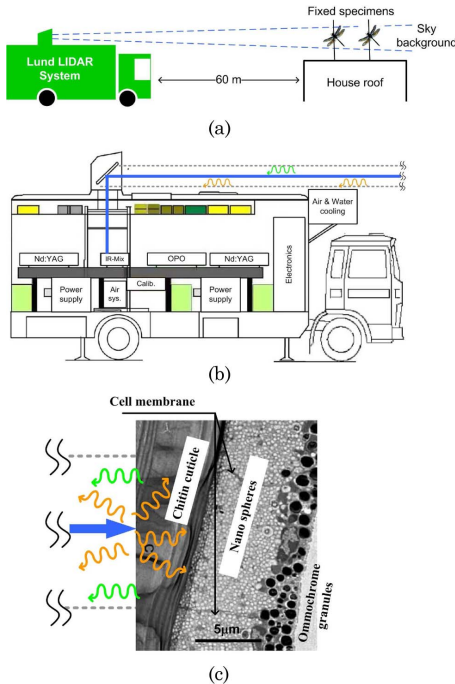 Fixed specimens
Sky background
Lund LIDAR System
60 m
House roof
(a)
Air & Water cooling
Nd:YAG
IR-Mix
OPO
Nd:YAG
Electronics
Power supply
Air sys.
Calib.
Power supply
(b)
Cell membrane
Chitin cuticle
Nano spheres
Ommochrome granules
5μm
(c)